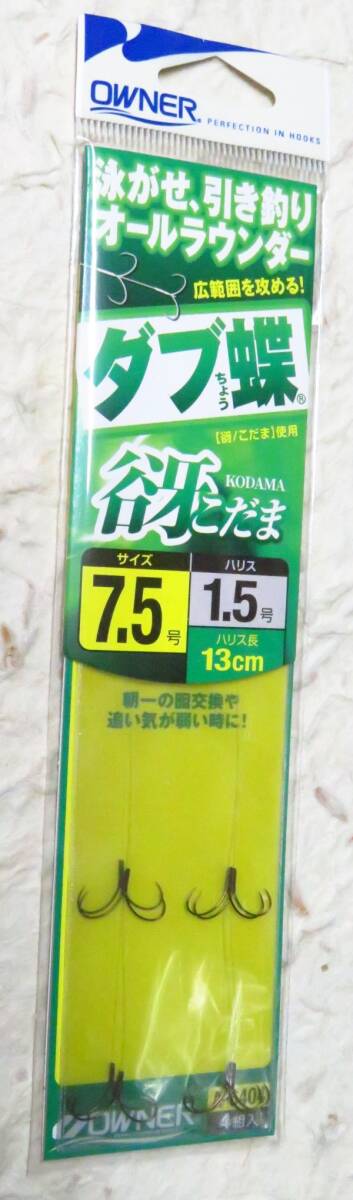 OWNER®
PERFECTION IN HOOKS
泳がせ、引き釣り
オールラウンダー
広範囲を攻める!
ダブ蝶®
ちょう
【谺/こだま】使用
谺こだま
KODAMA
サイズ
7.5号
ハリス
1.5号
ハリス長
13cm
朝一の囮交換や
追い気が弱い時に!
OWNER
4組入